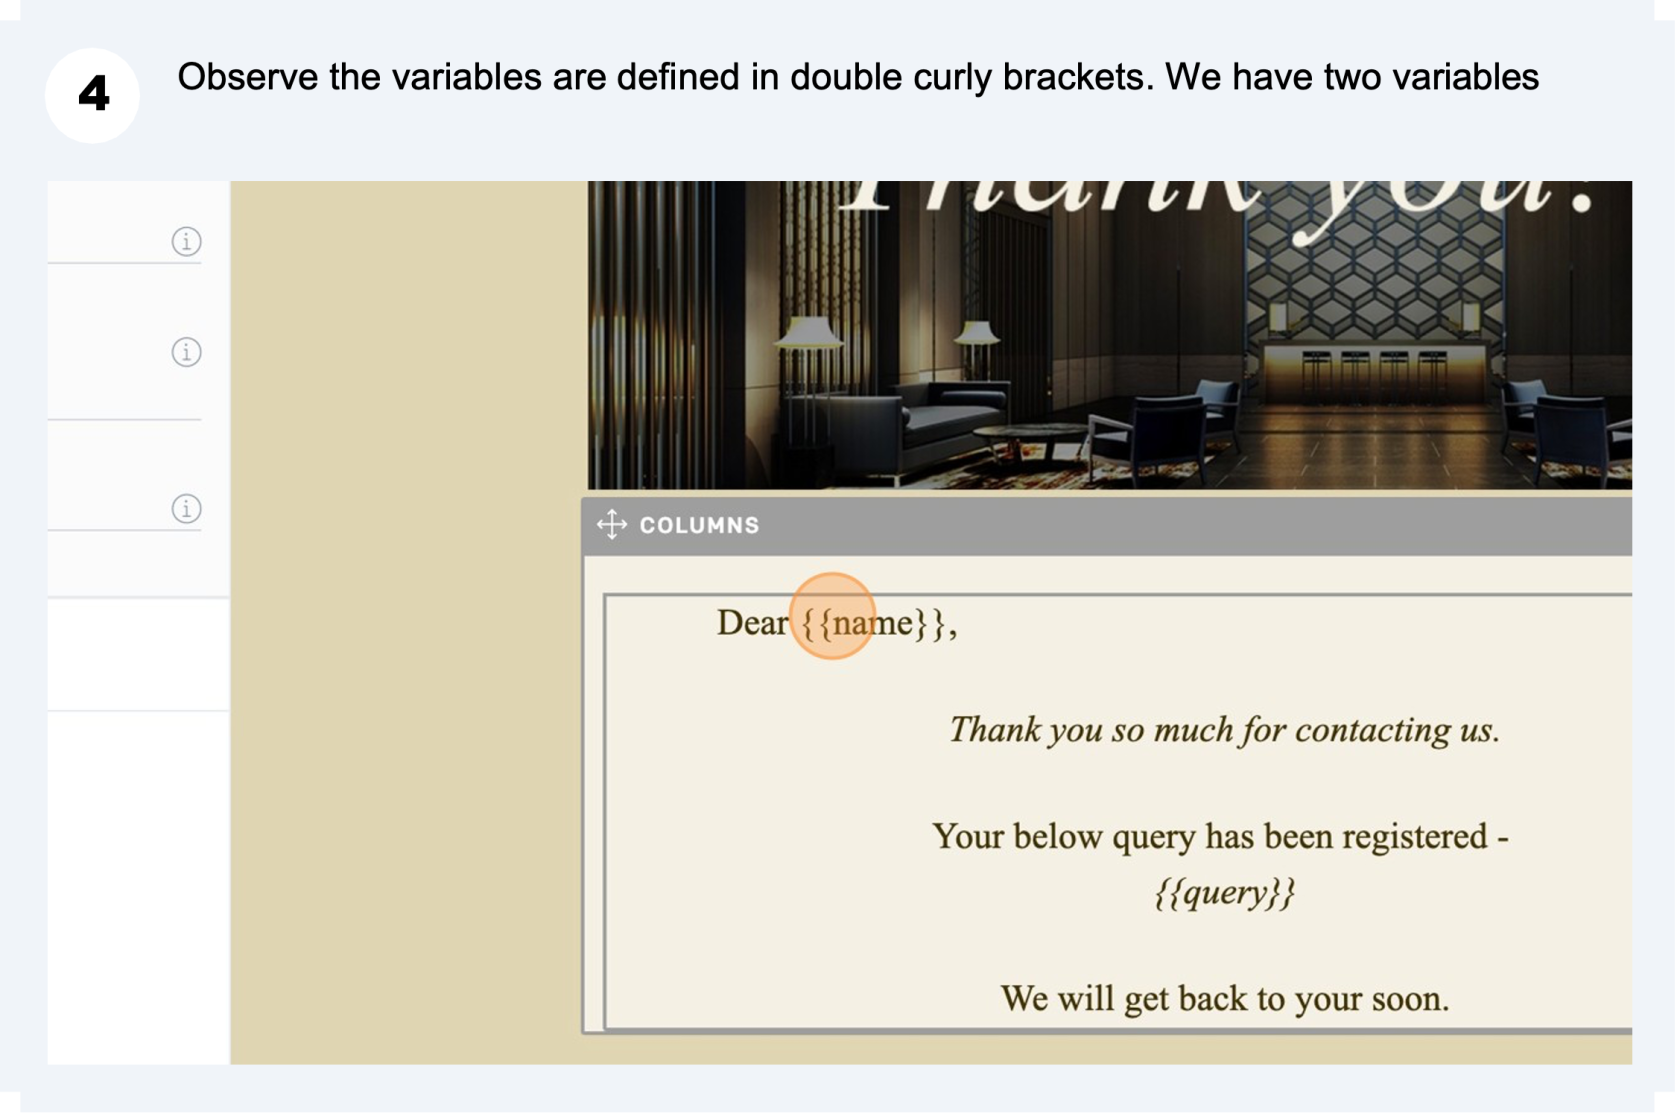 4
Observe the variables are defined in double curly brackets. We have two variables
Thank you!
COLUMNS
Dear {{name}},
Thank you so much for contacting us.
Your below query has been registered -
{{query}}
We will get back to your soon.